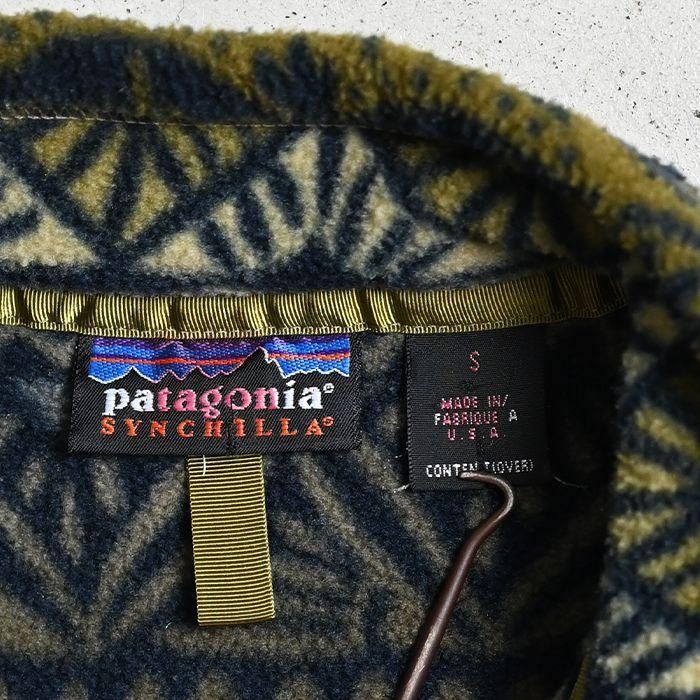 patagonia®
SYNCHILLA®
S
MADE IN/
FABRIQUE A
U.S.A.
CONTENT(OVER)